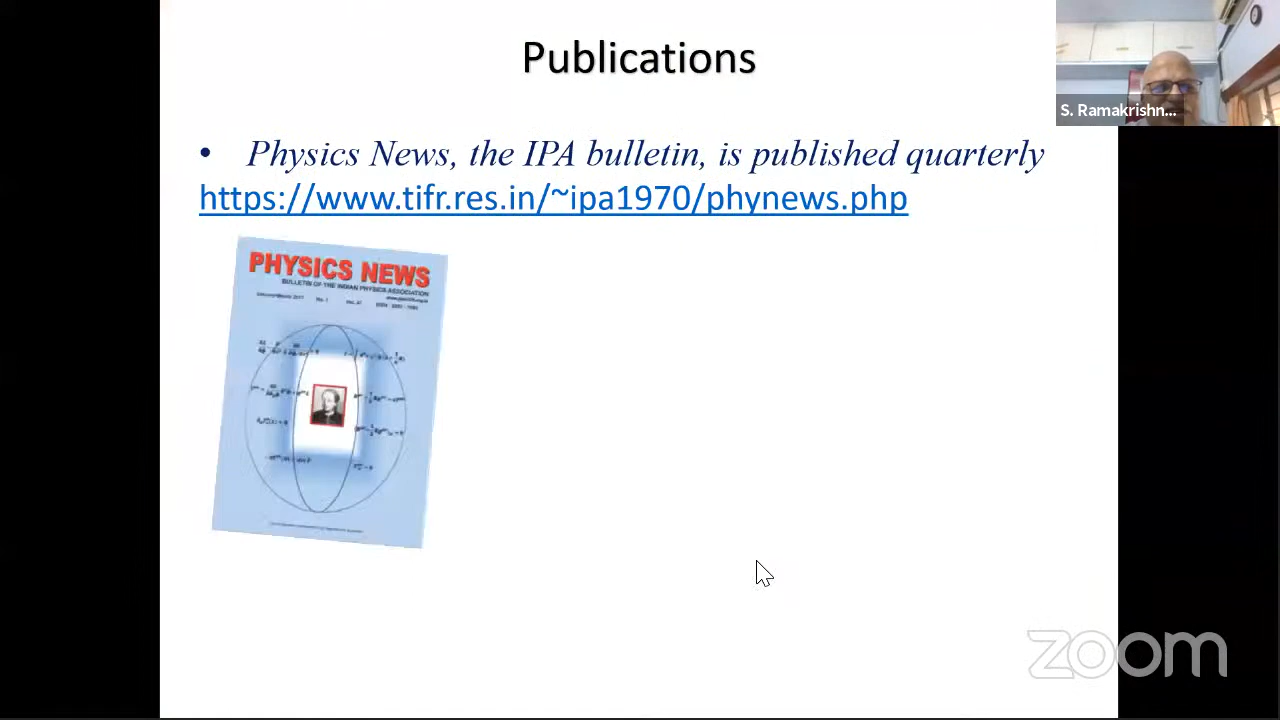 Publications
S. Ramakrishn...
• Physics News, the IPA bulletin, is published quarterly
https://www.tifr.res.in/~ipa1970/phynews.php
PHYSICS NEWS
BULLETIN OF THE INDIAN PHYSICS ASSOCIATION
zoom